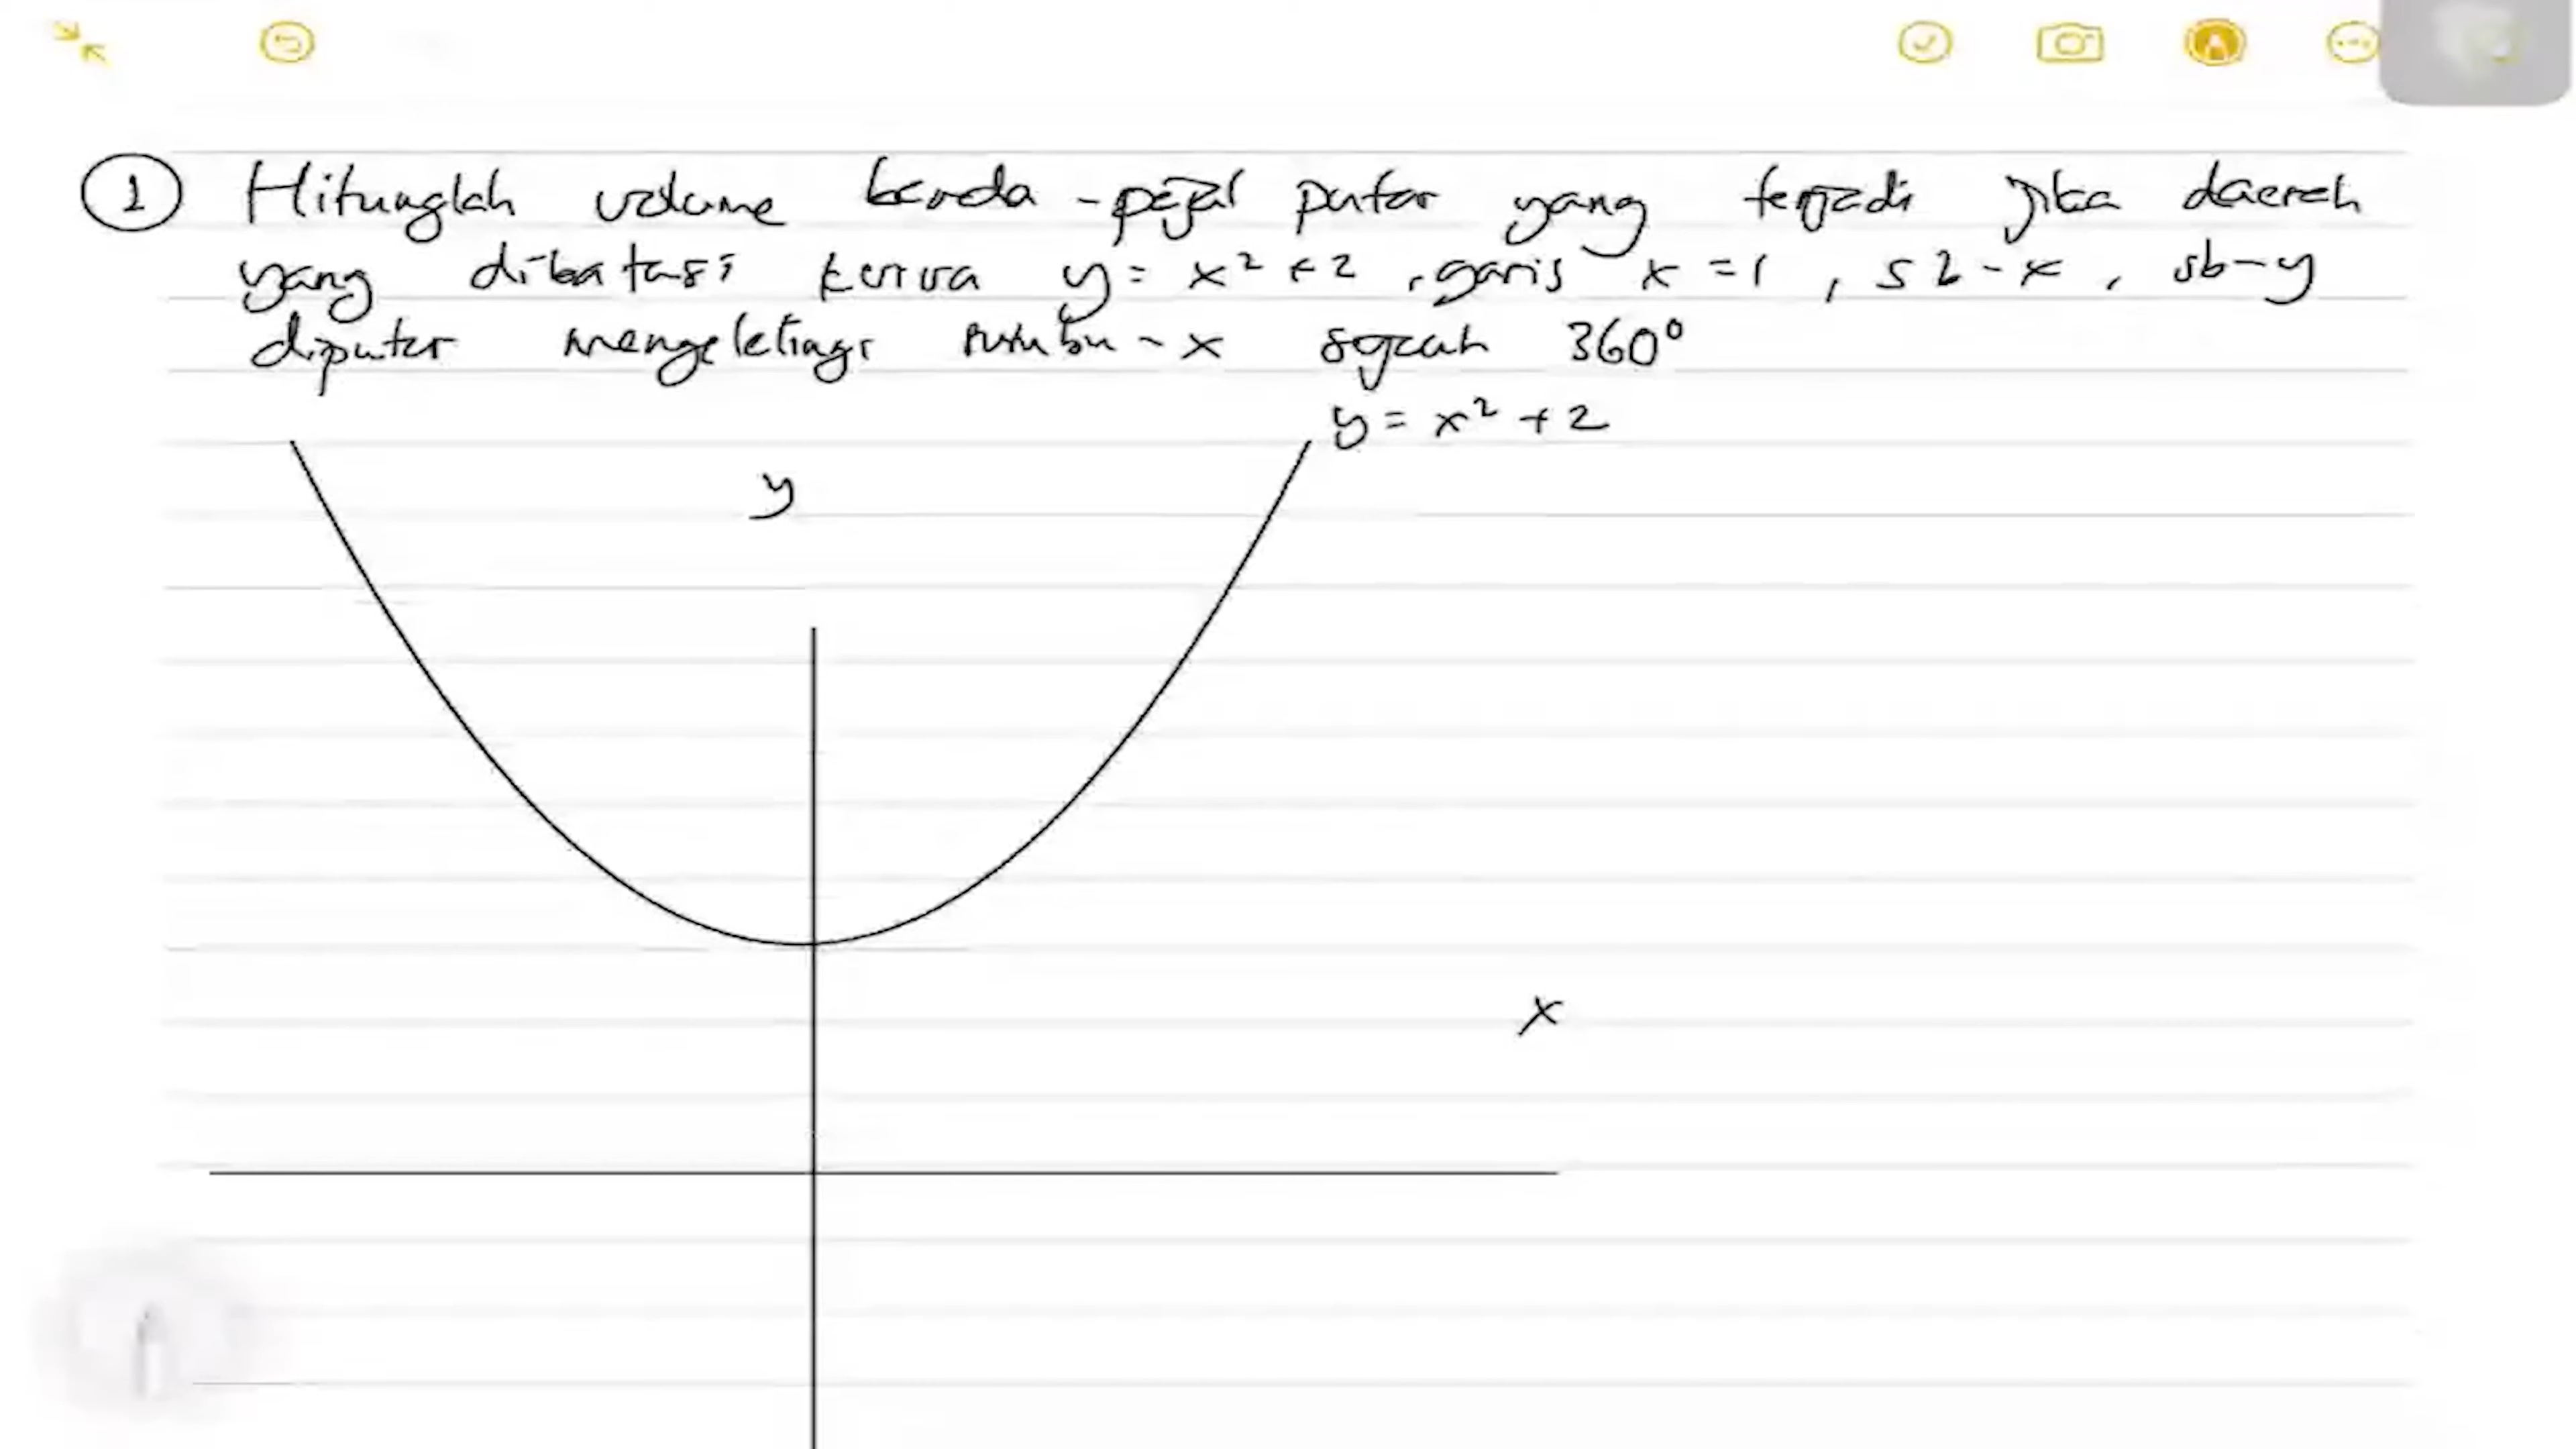 1 Hitunglah volume benda-pejal putar yang terjadi jika daerah
yang dibatasi kurva y = x² + 2, garis x = 1, sb-x, sb-y
diputar mengelilingi sumbu-x sejauh 360°
y = x² + 2
y
x